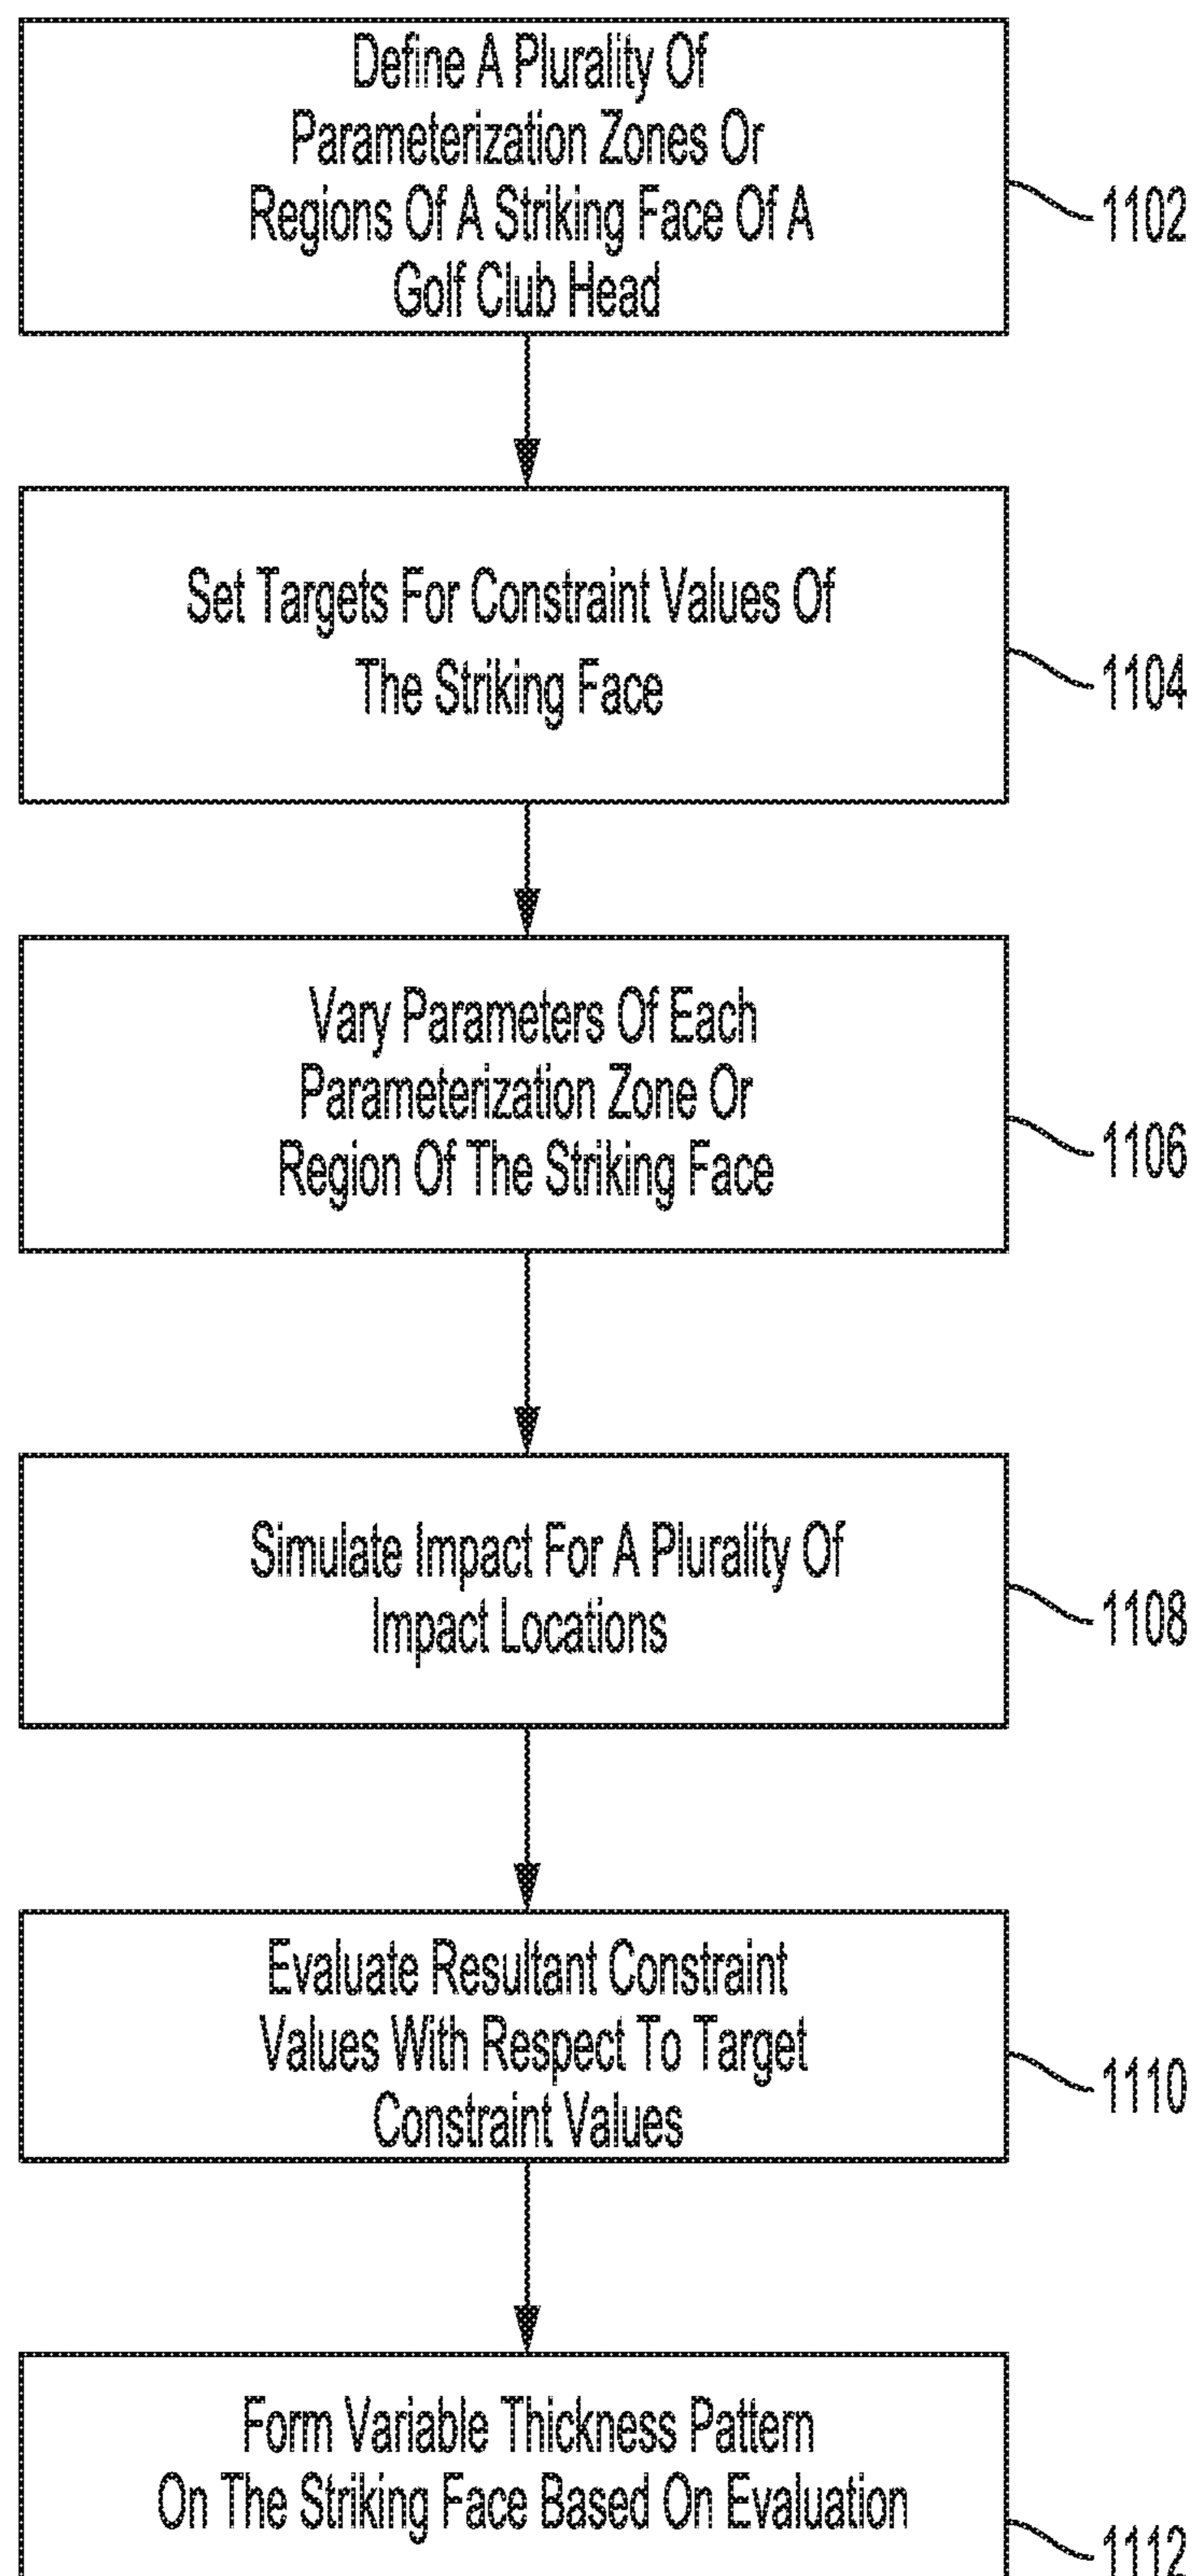 Define A Plurality Of
Parameterization Zones Or
Regions Of A Striking Face Of A
Golf Club Head
1102
Set Targets For Constraint Values Of
The Striking Face
1104
Vary Parameters Of Each
Parameterization Zone Or
Region Of The Striking Face
1106
Simulate Impact For A Plurality Of
Impact Locations
1108
Evaluate Resultant Constraint
Values With Respect To Target
Constraint Values
1110
Form Variable Thickness Pattern
On The Striking Face Based On Evaluation
1112